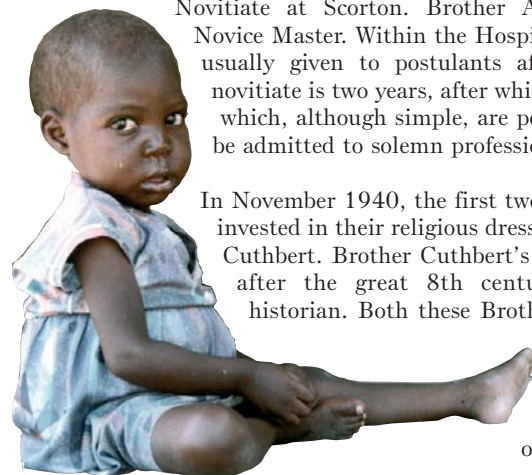 Novitiate at Scorton. Brother A
Novice Master. Within the Hospi
usually given to postulants af
novitiate is two years, after whi
which, although simple, are pe
be admitted to solemn professi
In November 1940, the first two
invested in their religious dress
Cuthbert. Brother Cuthbert’s
after the great 8th centu
historian. Both these Broth
o